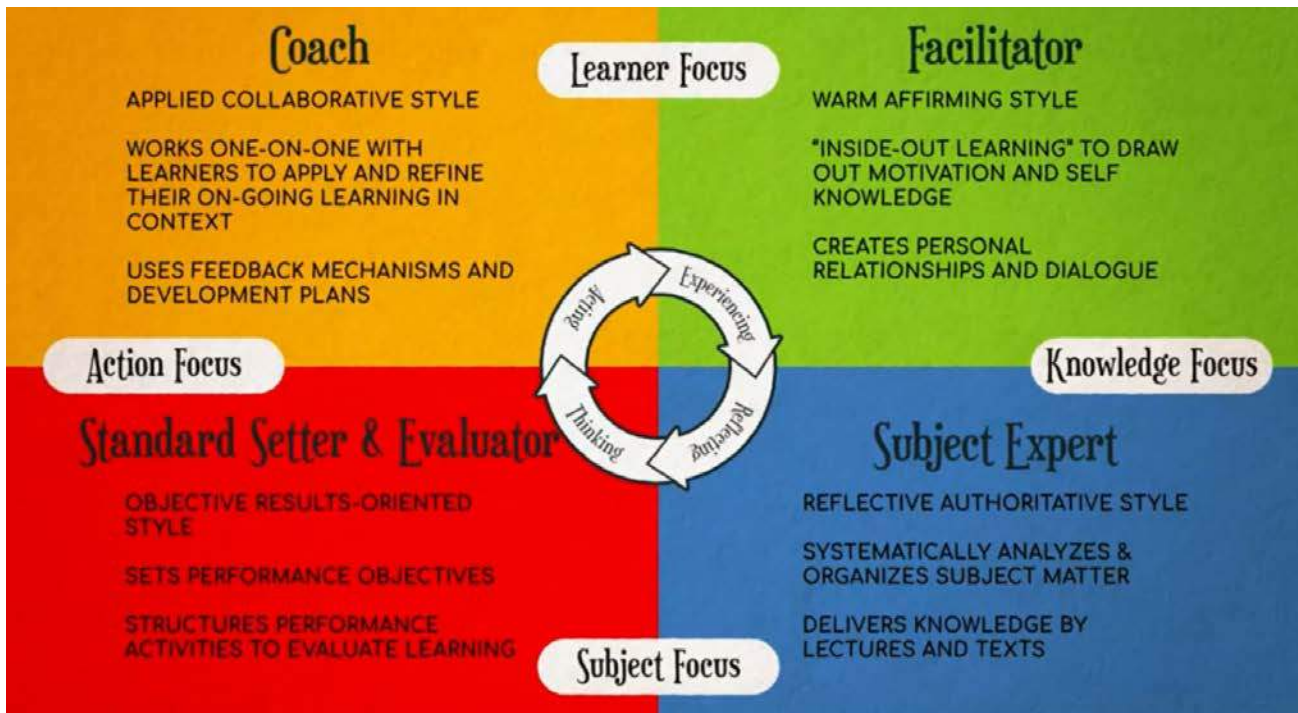 Coach
APPLIED COLLABORATIVE STYLE
WORKS ONE-ON-ONE WITH
LEARNERS TO APPLY AND REFINE
THEIR ON-GOING LEARNING IN
CONTEXT
USES FEEDBACK MECHANISMS AND
DEVELOPMENT PLANS
Learner Focus
Facilitator
WARM AFFIRMING STYLE
"INSIDE-OUT LEARNING" TO DRAW
OUT MOTIVATION AND SELF
KNOWLEDGE
CREATES PERSONAL
RELATIONSHIPS AND DIALOGUE
Acting
Experiencing
Reflecting
Thinking
Action Focus
Knowledge Focus
Standard Setter & Evaluator
OBJECTIVE RESULTS-ORIENTED
STYLE
SETS PERFORMANCE OBJECTIVES
STRUCTURES PERFORMANCE
ACTIVITIES TO EVALUATE LEARNING
Subject Focus
Subject Expert
REFLECTIVE AUTHORITATIVE STYLE
SYSTEMATICALLY ANALYZES &
ORGANIZES SUBJECT MATTER
DELIVERS KNOWLEDGE BY
LECTURES AND TEXTS